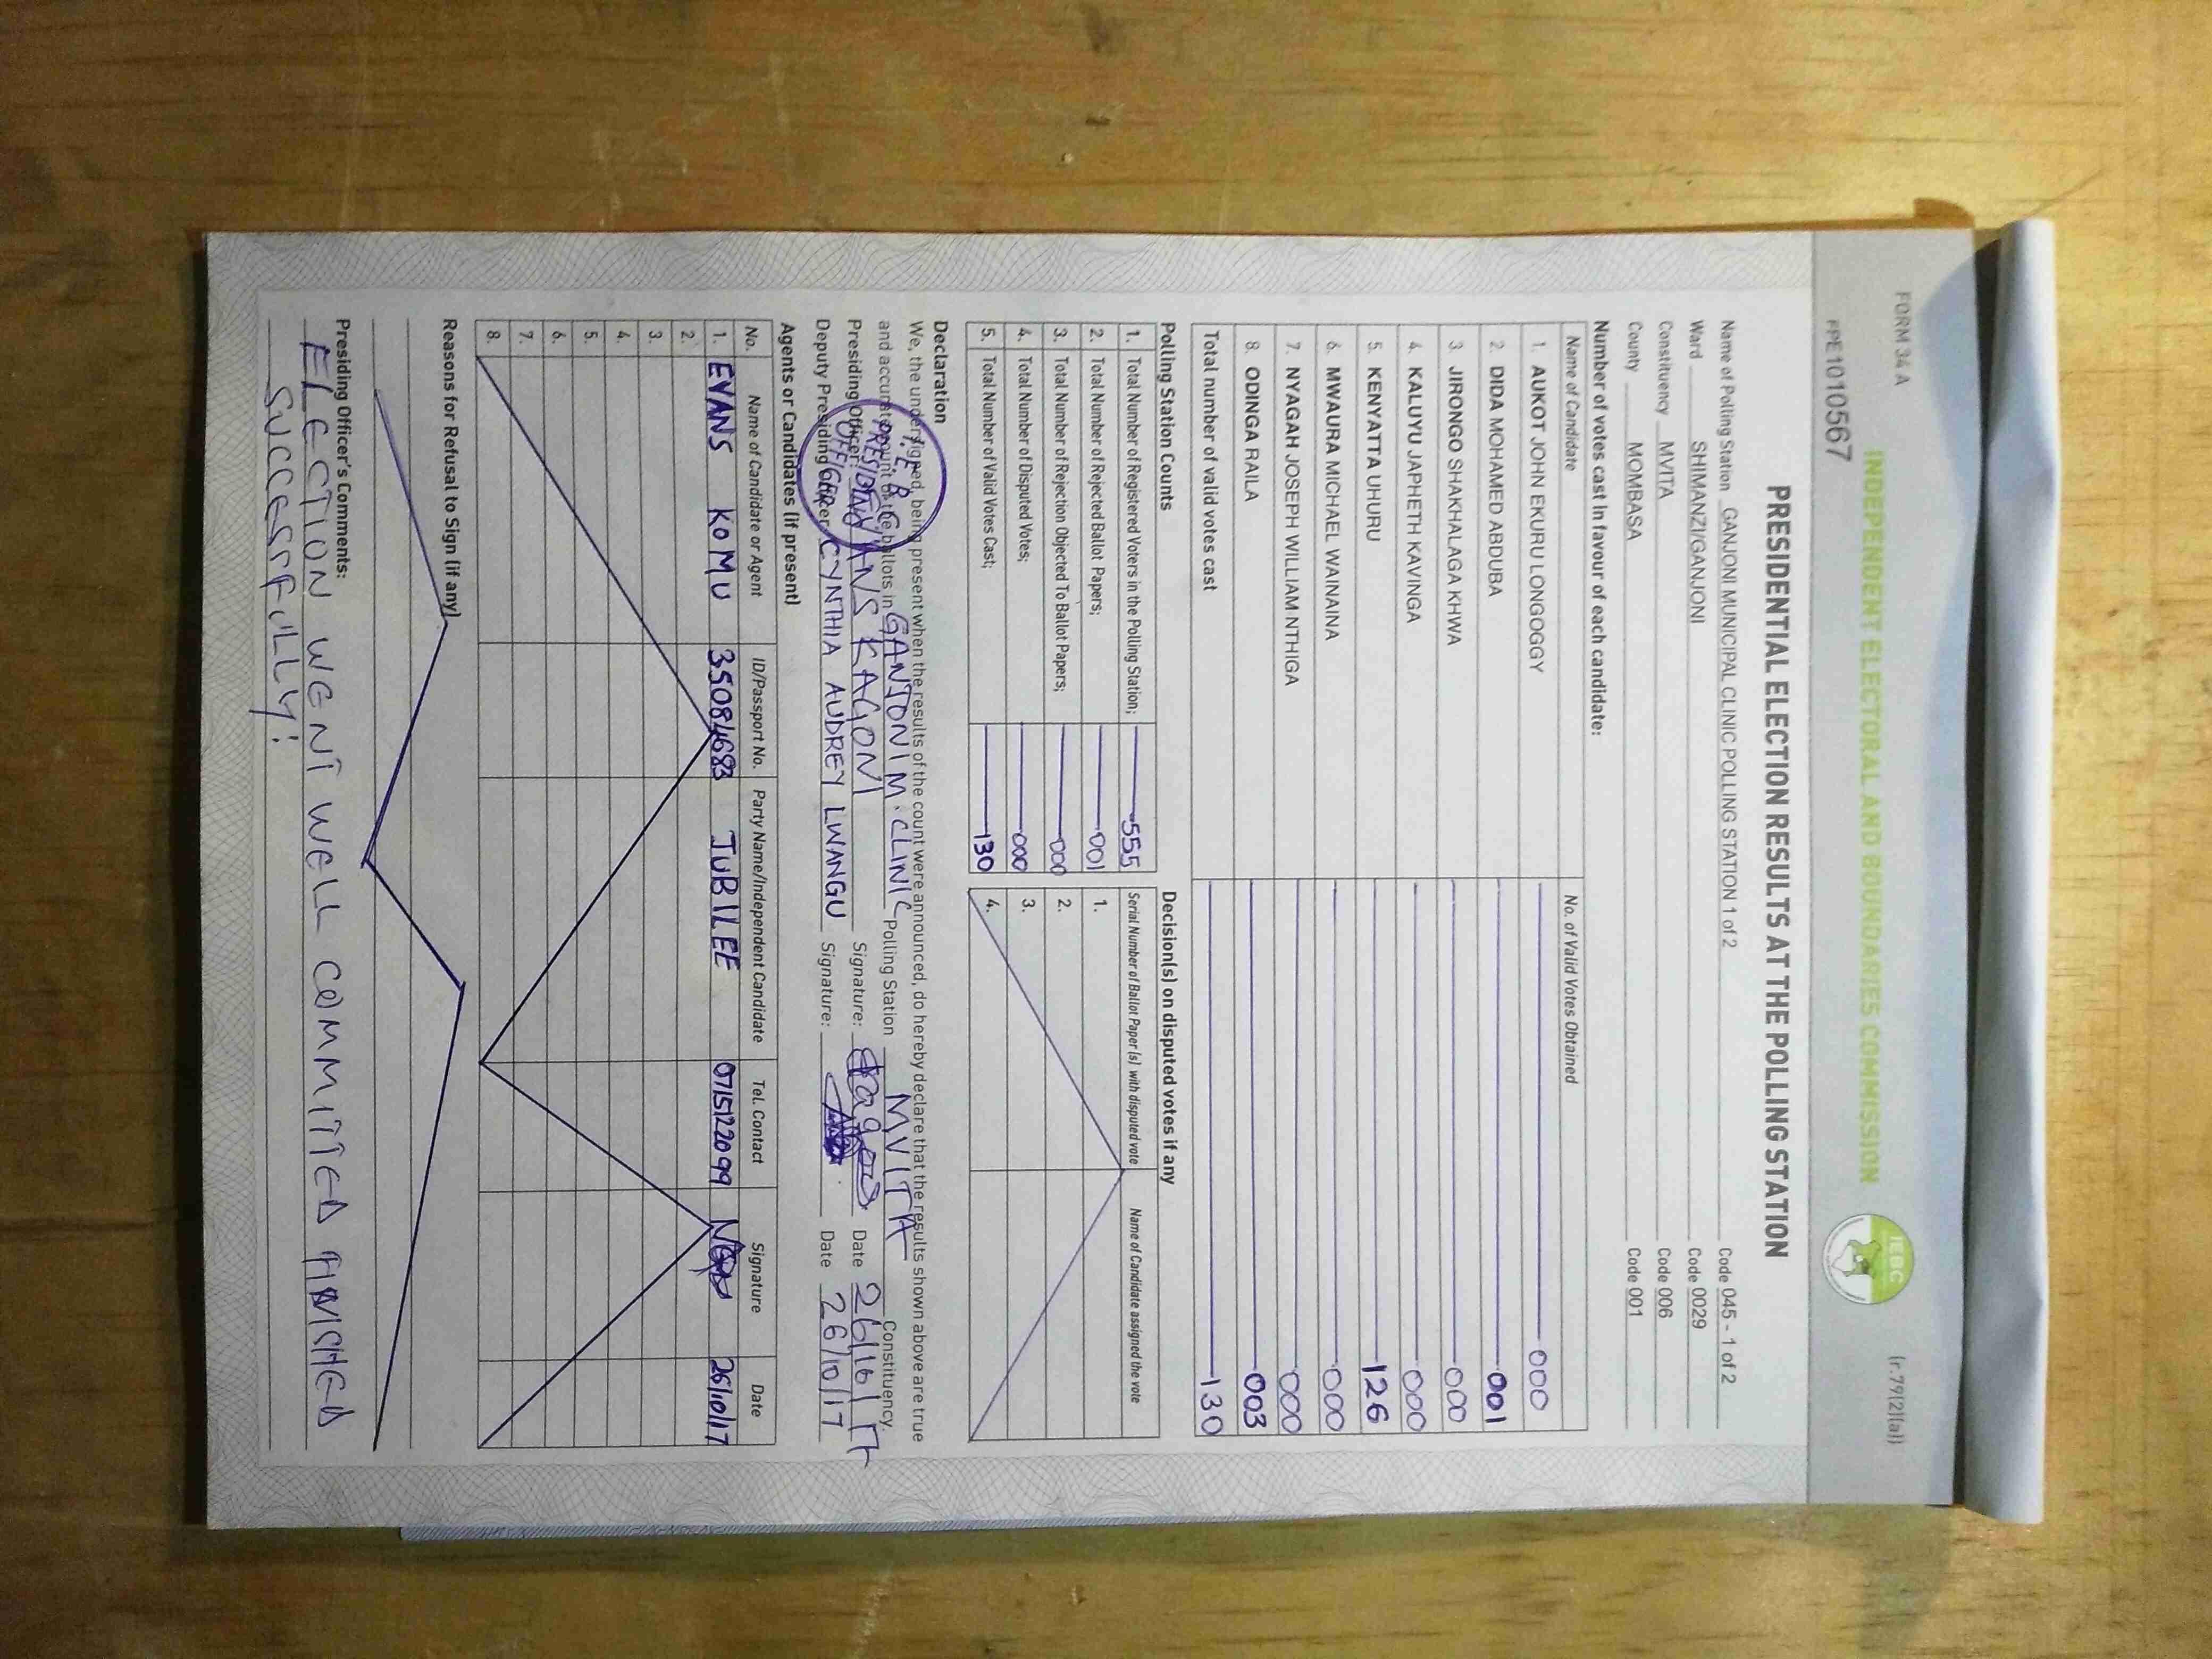 FORM 34 A
(r.79(2)(a))
INDEPENDENT ELECTORAL AND BOUNDARIES COMMISSION
IEBC
PRESIDENTIAL ELECTION RESULTS AT THE POLLING STATION
Name of Polling Station GANJONI MUNICIPAL CLINIC POLLING STATION 1 of 2 Code 045 - 1 of 2
Ward SHIMANZI/GANJONI Code 0029
Constituency MVITA Code 006
County MOMBASA Code 001
Number of votes cast in favour of each candidate:
Name of Candidate No. of Valid Votes Obtained
1. AUKOT JOHN EKURU LONGOGGY 000
2. DIDA MOHAMED ABDUBA 001
3. JIRONGO SHAKHALAGA KHWA 000
4. KALUYU JAPHETH KAVINGA 000
5. KENYATTA UHURU 126
6. MWAURA MICHAEL WAINAINA 000
7. NYAGAH JOSEPH WILLIAM NTHIGA 000
8. ODINGA RAILA 003
Total number of valid votes cast 130
Polling Station Counts
1. Total Number of Registered Voters in the Polling Station; 555
2. Total Number of Rejected Ballot Papers; 001
3. Total Number of Rejection Objected To Ballot Papers; 000
4. Total Number of Disputed Votes; 000
5. Total Number of Valid Votes Cast; 130
Decision(s) on disputed votes if any
Serial Number of Ballot Paper (s) with disputed vote Name of Candidate assigned the vote
1.
2.
3.
4.
Declaration
We, the undersigned, being present when the results of the count were announced, do hereby declare that the results shown above are true
and accurate count of the ballots in GANJONI M. CLINIC Polling Station MVITA Constituency.
Presiding Officer: KAGONI Signature: Date 26/10/17
Deputy Presiding Officer: CYNTHIA AUDREY LWANGU Signature: Date 26/10/17
PRESIDING
OFFICER
Agents or Candidates (if present)
No. Name of Candidate or Agent ID/Passport No. Party Name/Independent Candidate Tel. Contact Signature Date
1. EVANS KOMU 35084683 JUBILEE 0715122099 26/10/17
2.
3.
4.
5.
6.
7.
8.
Reasons for Refusal to Sign (if any)
Presiding Officer's Comments:
ELECTION WENT WELL COMMITTED FINISHED
SUCCESSFULLY!